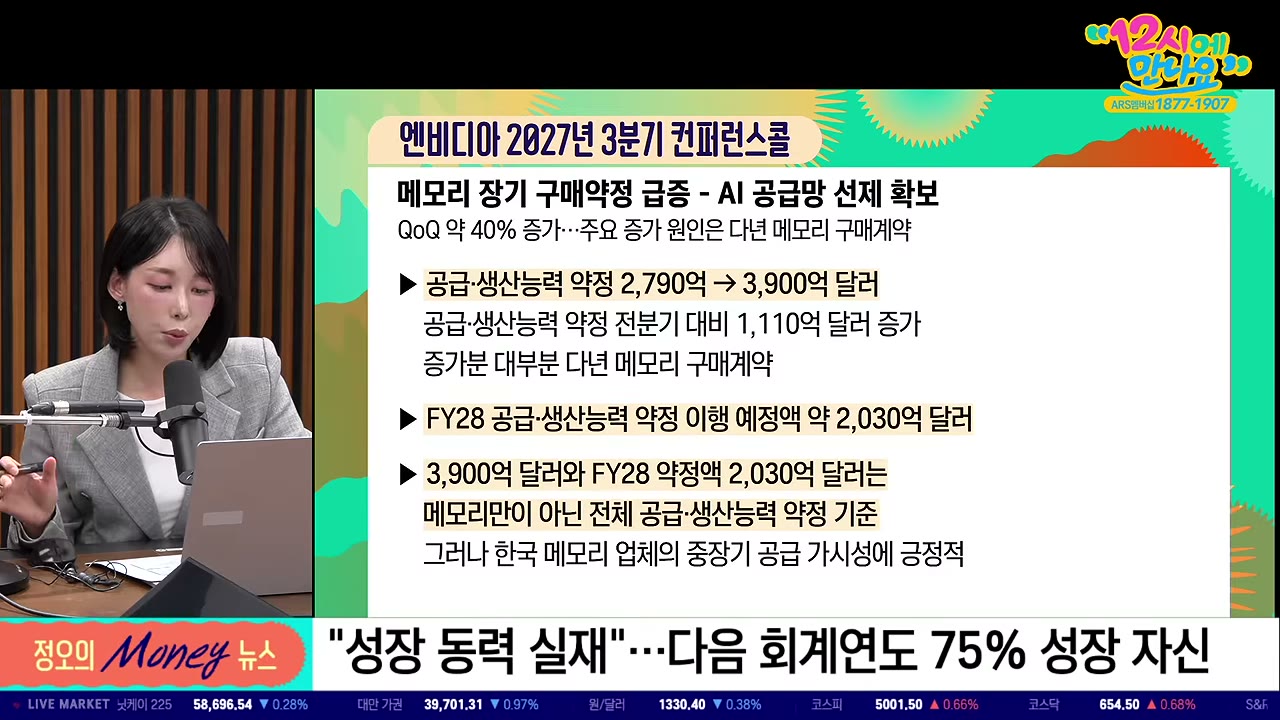 "12시에
만나요"
ARS멤버십 1877-1907
엔비디아 2027년 3분기 컨퍼런스콜
메모리 장기 구매약정 급증 - AI 공급망 선제 확보
QoQ 약 40% 증가…주요 증가 원인은 다년 메모리 구매계약
▶ 공급·생산능력 약정 2,790억 → 3,900억 달러
공급·생산능력 약정 전분기 대비 1,110억 달러 증가
증가분 대부분 다년 메모리 구매계약
▶ FY28 공급·생산능력 약정 이행 예정액 약 2,030억 달러
▶ 3,900억 달러와 FY28 약정액 2,030억 달러는
메모리만이 아닌 전체 공급·생산능력 약정 기준
그러나 한국 메모리 업체의 중장기 공급 가시성에 긍정적
정오의 Money 뉴스
"성장 동력 실재"…다음 회계연도 75% 성장 자신
LIVE MARKET 닛케이 225 58,696.54 ▼ 0.28% 대만 가권 39,701.31 ▼ 0.97% 원/달러 1330.40 ▼ 0.38% 코스피 5001.50 ▲ 0.66% 코스닥 654.50 ▲ 0.68% S&P